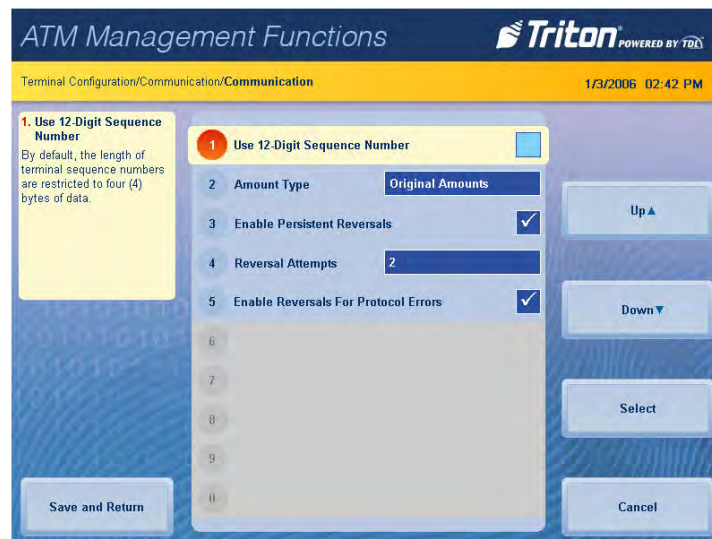 ATM Management Functions
Triton POWERED BY TDL
Terminal Configuration/Communication/Communication
1/3/2006 02:42 PM
1. Use 12-Digit Sequence
Number
By default, the length of
terminal sequence numbers
are restricted to four (4)
bytes of data.
1 Use 12-Digit Sequence Number
2 Amount Type Original Amounts
3 Enable Persistent Reversals
4 Reversal Attempts 2
5 Enable Reversals For Protocol Errors
6
7
8
9
0
Up▲
Down▼
Select
Save and Return
Cancel